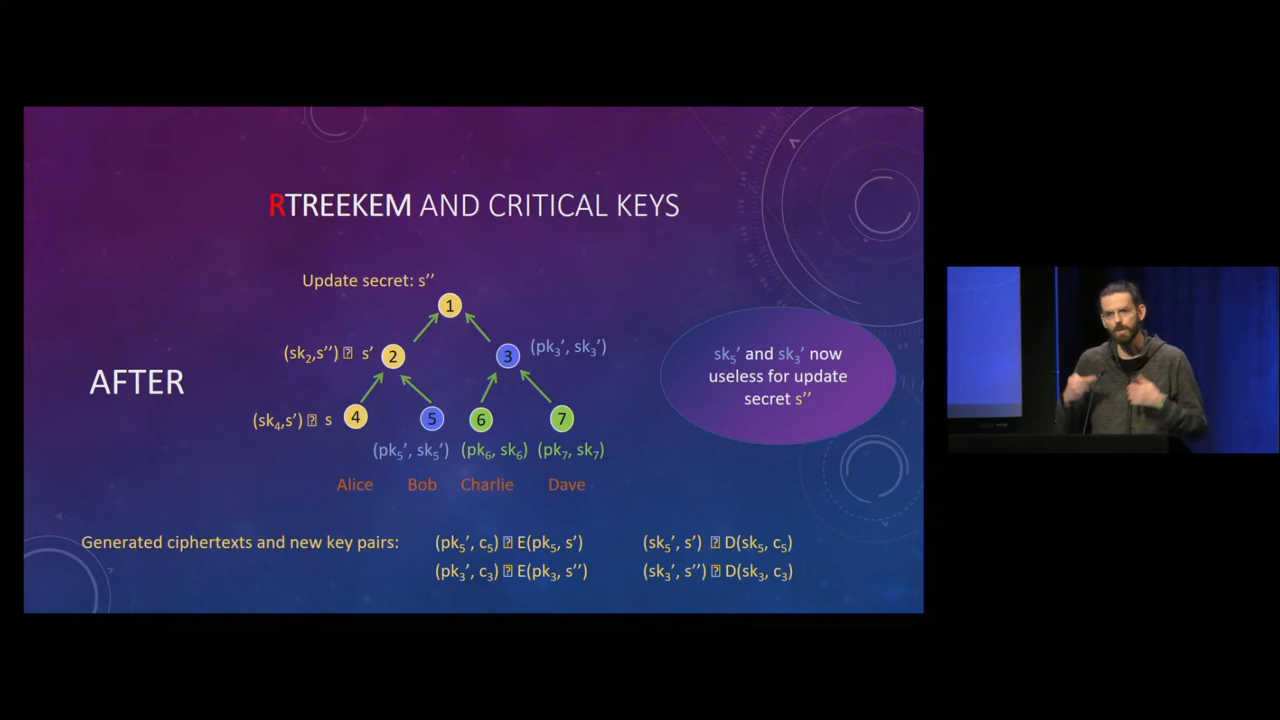 RTREEKEM AND CRITICAL KEYS
Update secret: s’’
1
(sk₂,s’’) ⍰ s’
2
3
(pk₃’, sk₃’)
sk₅’ and sk₃’ now
useless for update
secret s’’
AFTER
(sk₄,s’) ⍰ s
4
5
6
7
(pk₅’, sk₅’)
(pk₆, sk₆)
(pk₇, sk₇)
Alice
Bob
Charlie
Dave
Generated ciphertexts and new key pairs:
(pk₅’, c₅) ⍰ E(pk₅, s’)
(sk₅’, s’) ⍰ D(sk₅, c₅)
(pk₃’, c₃) ⍰ E(pk₃, s’’)
(sk₃’, s’’) ⍰ D(sk₃, c₃)